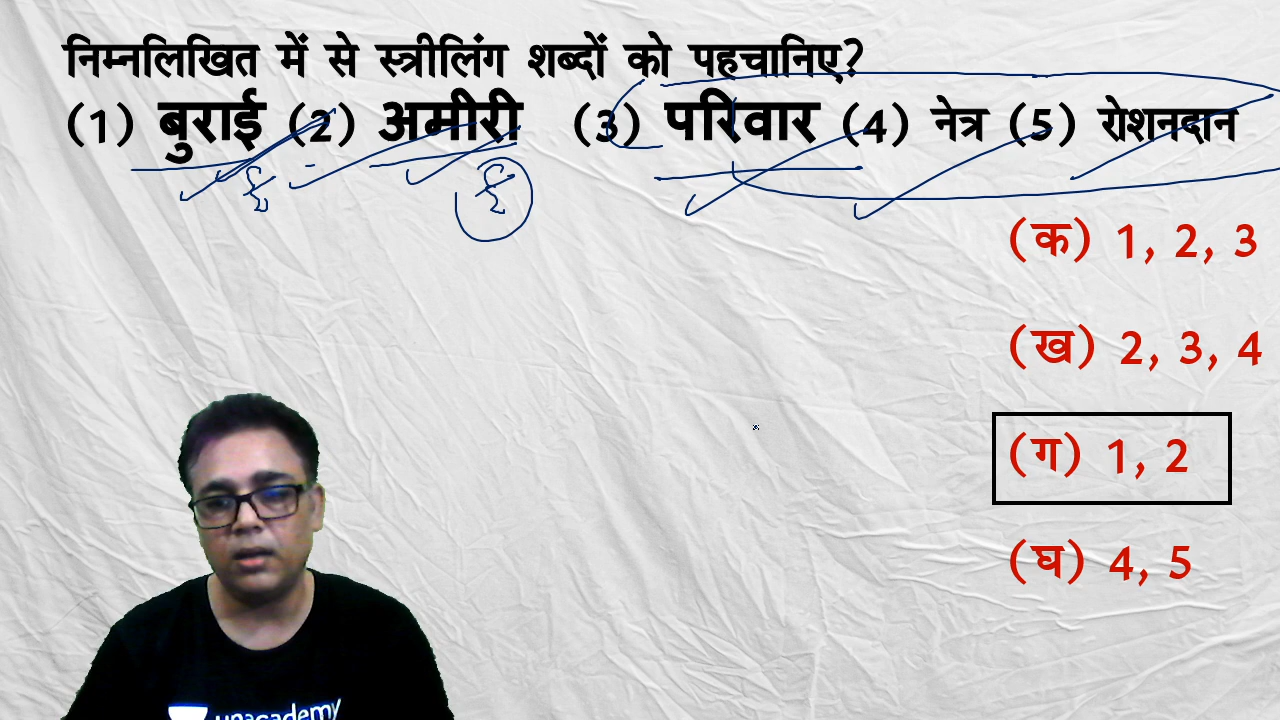 निम्नलिखित में से स्त्रीलिंग शब्दों को पहचानिए?
(1) बुराई (2) अमीरी (3) परिवार (4) नेत्र (5) रोशनदान
(क) 1, 2, 3
(ख) 2, 3, 4
(ग) 1, 2
(घ) 4, 5
unacademy